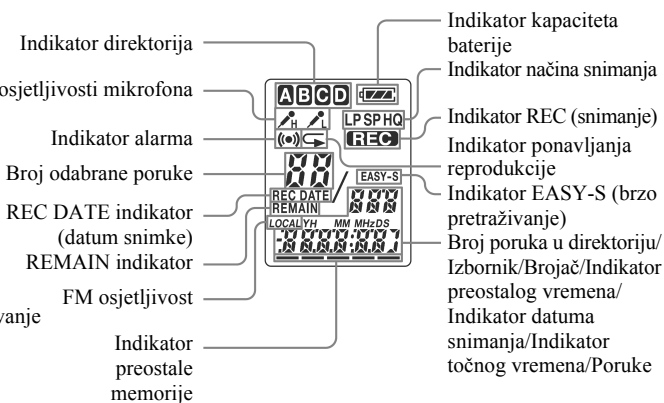 Indikator direktorija
osjetljivosti mikrofona
Indikator alarma
Broj odabrane poruke
REC DATE indikator
(datum snimke)
REMAIN indikator
FM osjetljivost
vanje
Indikator
preostale
memorije
A B C D
H L
LP SP HQ
REC
EASY-S
REC DATE
REMAIN
LOCAL YH MM MHz DS
Indikator kapaciteta
baterije
Indikator načina snimanja
Indikator REC (snimanje)
Indikator ponavljanja
reprodukcije
Indikator EASY-S (brzo
pretraživanje)
Broj poruka u direktoriju/
Izbornik/Brojač/Indikator
preostalog vremena/
Indikator datuma
snimanja/Indikator
točnog vremena/Poruke